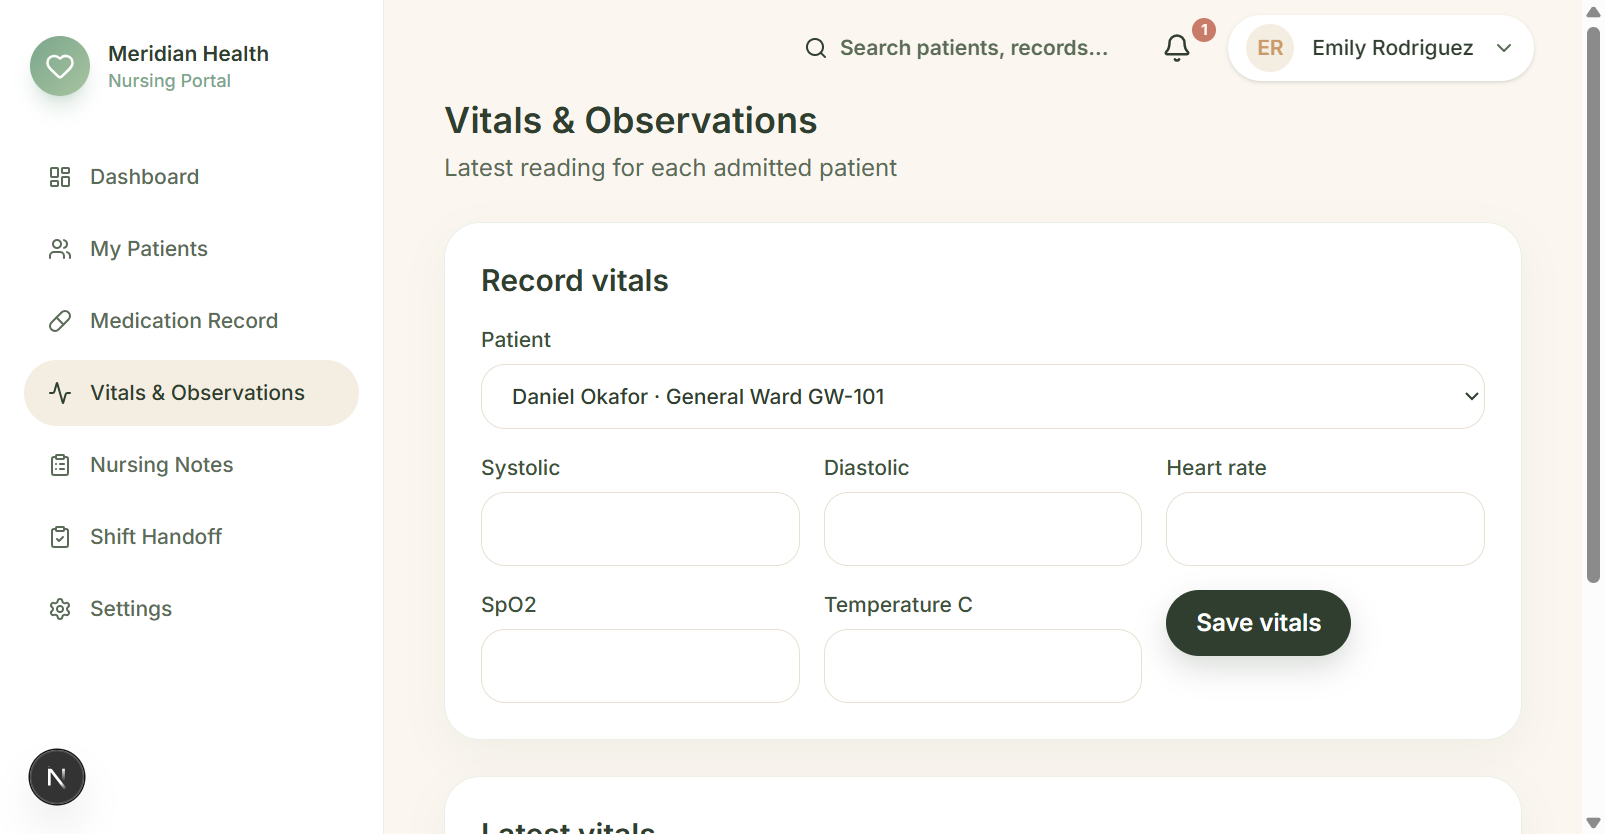 Meridian Health
Nursing Portal
Dashboard
My Patients
Medication Record
Vitals & Observations
Nursing Notes
Shift Handoff
Settings
N
Search patients, records...
1
ER
Emily Rodriguez
Vitals & Observations
Latest reading for each admitted patient
Record vitals
Patient
Daniel Okafor · General Ward GW-101
Systolic
Diastolic
Heart rate
SpO2
Temperature C
Save vitals
Latest vitals